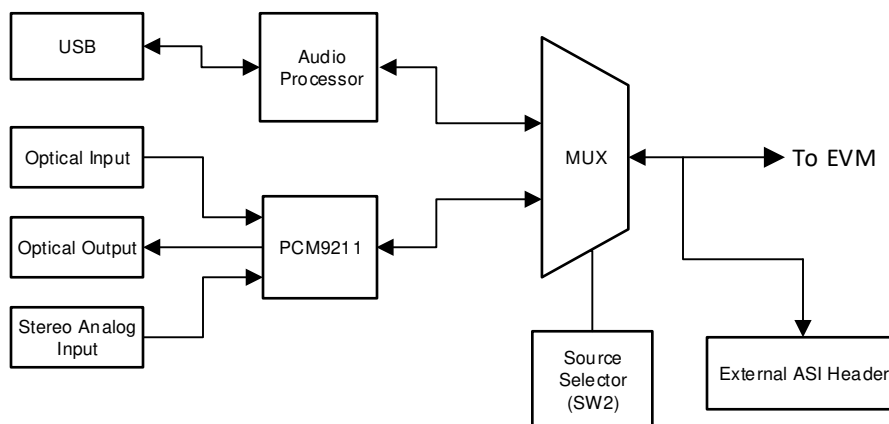 USB
Audio
Processor
Optical Input
MUX
To EVM
Optical Output
PCM9211
Stereo Analog
Input
Source
Selector
(SW2)
External ASI Header